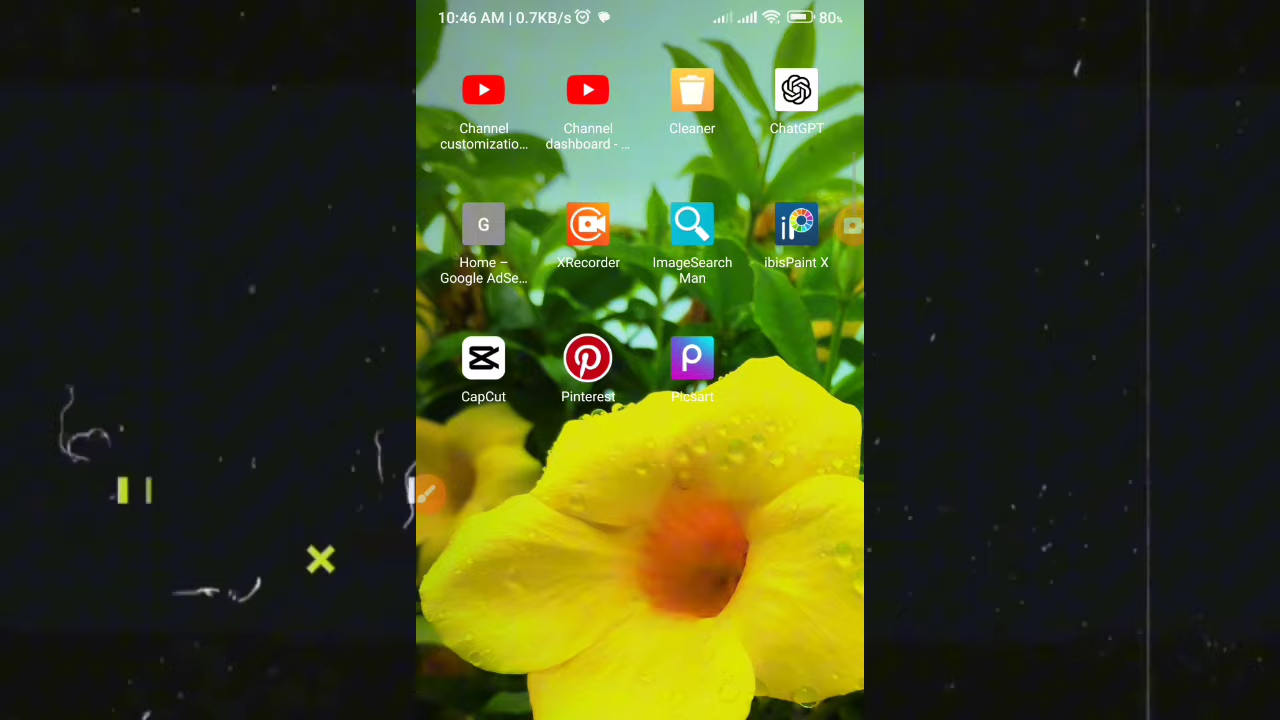 10:46 AM | 0.7KB/s 80%
Channel customizatio...
Channel dashboard - ...
Cleaner
ChatGPT
G
Home – Google AdSe...
XRecorder
ImageSearch Man
iP
ibisPaint X
CapCut
Pinterest
Picsart